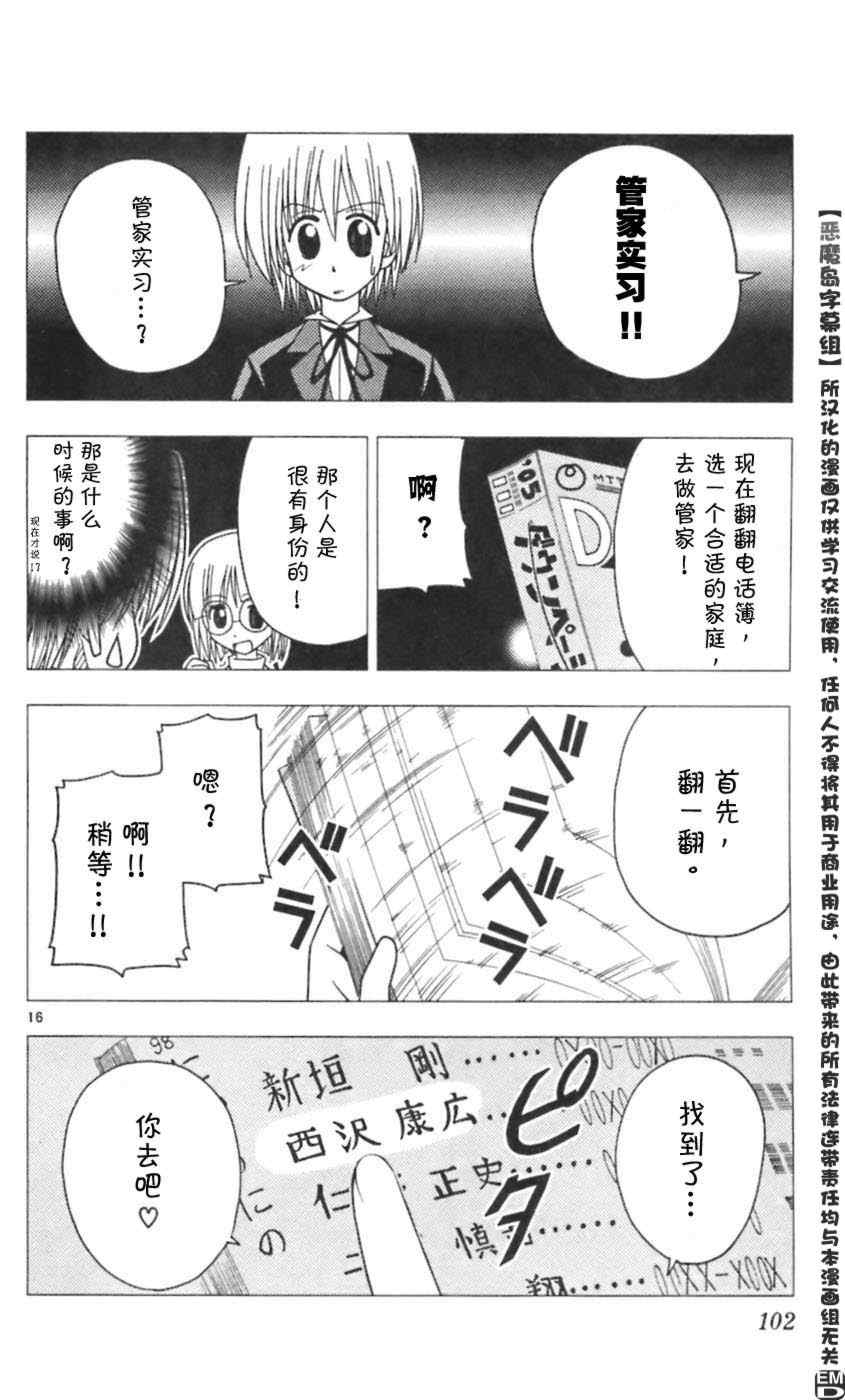 管家实习!!
管家
实习…?
现在翻翻电话簿，
选一个合适的家庭，
去做管家！
'05
MTT
D
ダウンページ
啊？
那个人是
很有身份的！
那是什么
时候的事啊？
现在才说!?
首先，
翻一翻。
ベラ
ベラ
ベラ
嗯？
啊!!
稍等…!!
16
找
到了…
ピタ
98
新垣 剛……
西沢康広…
仁 正史……
慎
翔……00XX-X00X
にの
你
去吧
♡
102
【恶魔岛字幕组】所汉化的漫画仅供学习交流使用，任何人不得将其用于商业用途，由此带来的所有法律连带责任均与本漫画组无关
EMD